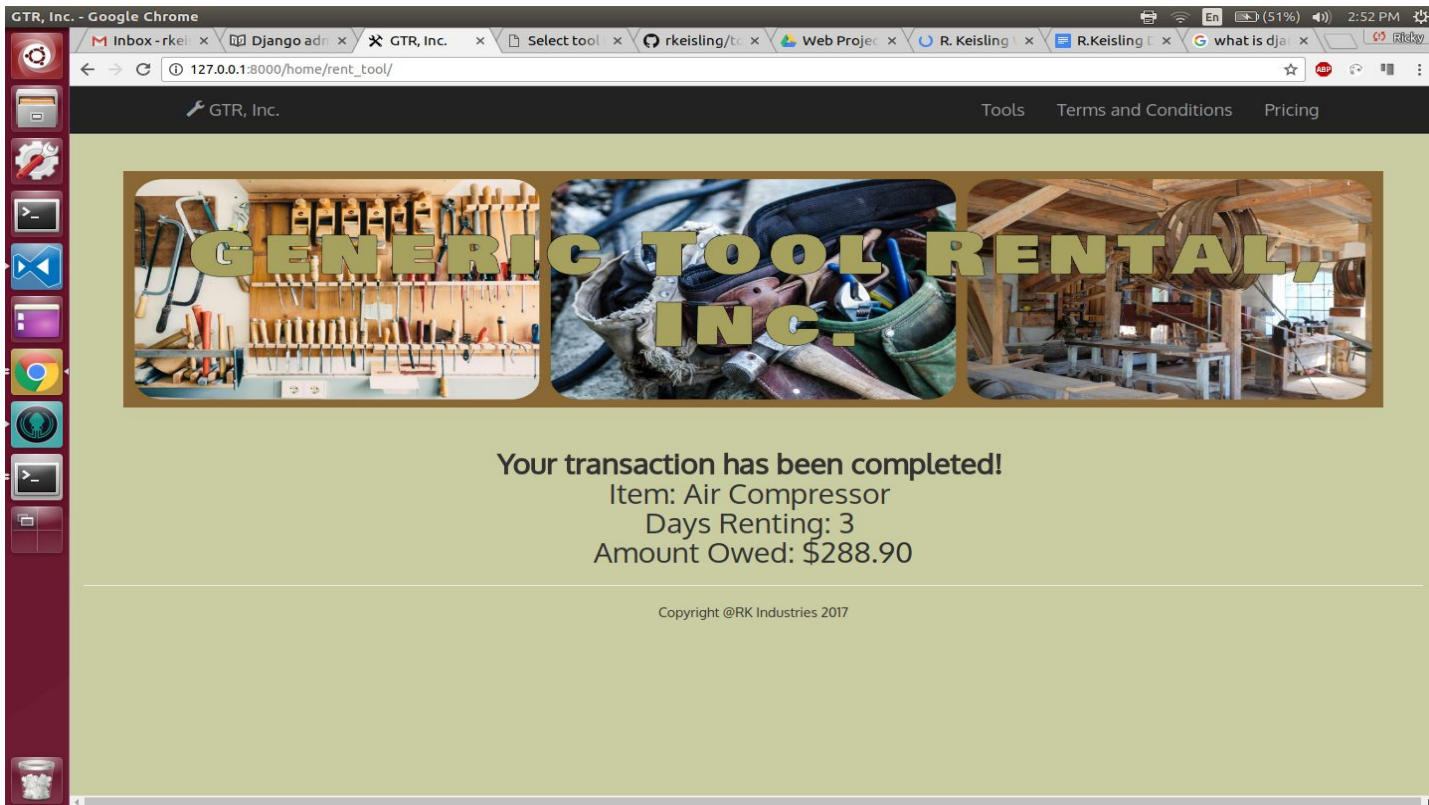 GTR, Inc. - Google Chrome
En (51%) 2:52 PM
Inbox - rkei
Django adn
GTR, Inc.
Select tool
rkeisling/to
Web Projec
R. Keisling
R.Keisling
what is dja
Ricky
127.0.0.1:8000/home/rent_tool/
ABP
GTR, Inc.
Tools
Terms and Conditions
Pricing
Generic Tool Rental,
Inc.
Your transaction has been completed!
Item: Air Compressor
Days Renting: 3
Amount Owed: $288.90
Copyright @RK Industries 2017